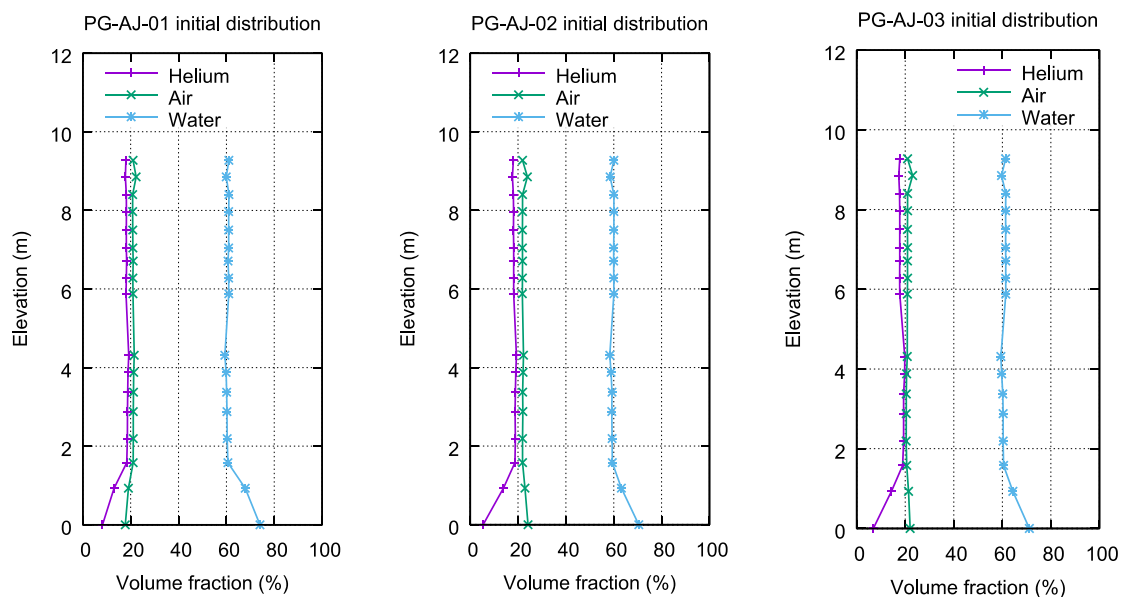 PG-AJ-01 initial distribution
12
10
8
6
4
2
0
Elevation (m)
Helium
Air
Water
0 20 40 60 80 100
Volume fraction (%)
PG-AJ-02 initial distribution
12
10
8
6
4
2
0
Elevation (m)
Helium
Air
Water
0 20 40 60 80 100
Volume fraction (%)
PG-AJ-03 initial distribution
12
10
8
6
4
2
0
Elevation (m)
Helium
Air
Water
0 20 40 60 80 100
Volume fraction (%)